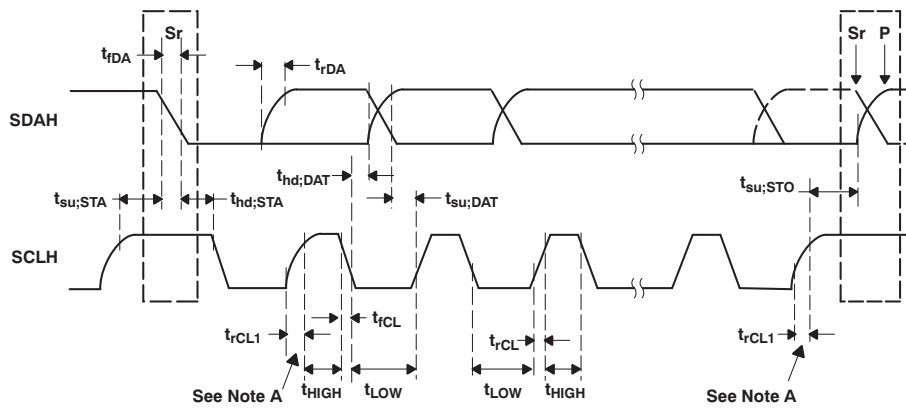 Sr
Sr P
tfDA
trDA
SDAH
thd;DAT
tsu;STO
tsu;STA
thd;STA
tsu;DAT
SCLH
tfCL
trCL1
trCL
trCL1
See Note A
tHIGH
tLOW
tLOW
tHIGH
See Note A